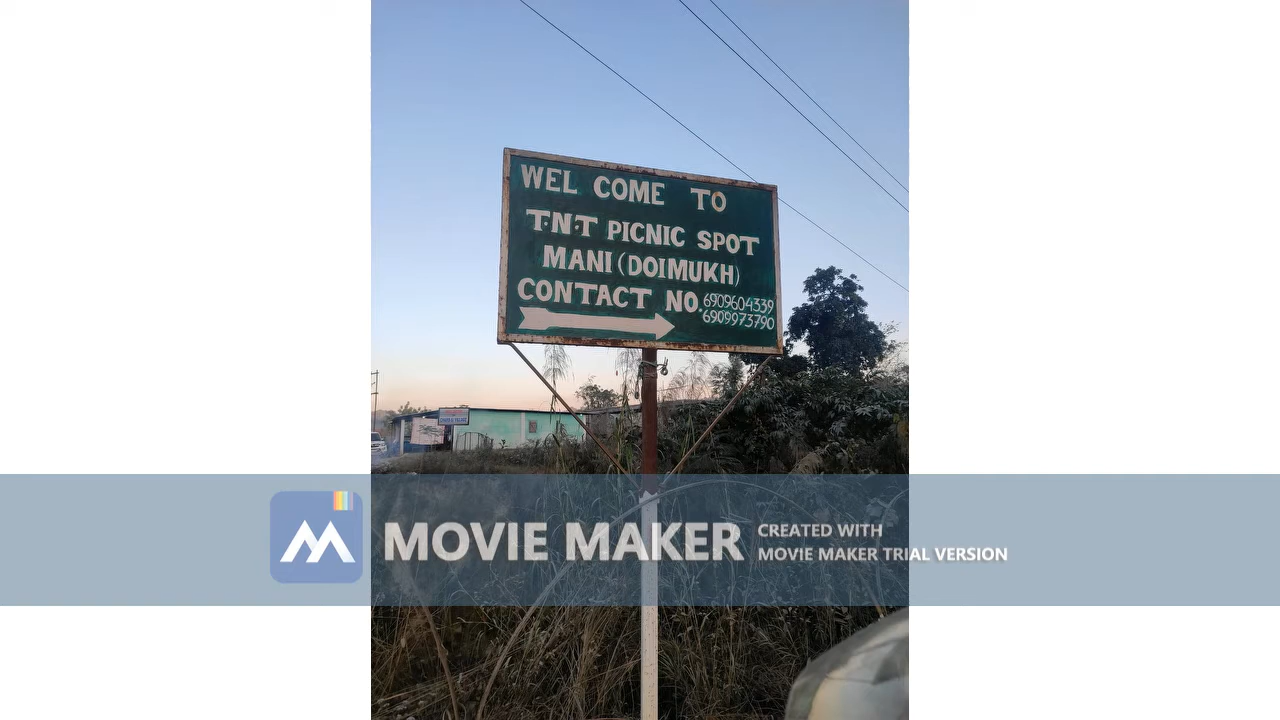 WEL COME TO
T.N.T PICNIC SPOT
MANI (DOIMUKH)
CONTACT NO. 6909604339
6909973790
MOVIE MAKER
CREATED WITH
MOVIE MAKER TRIAL VERSION